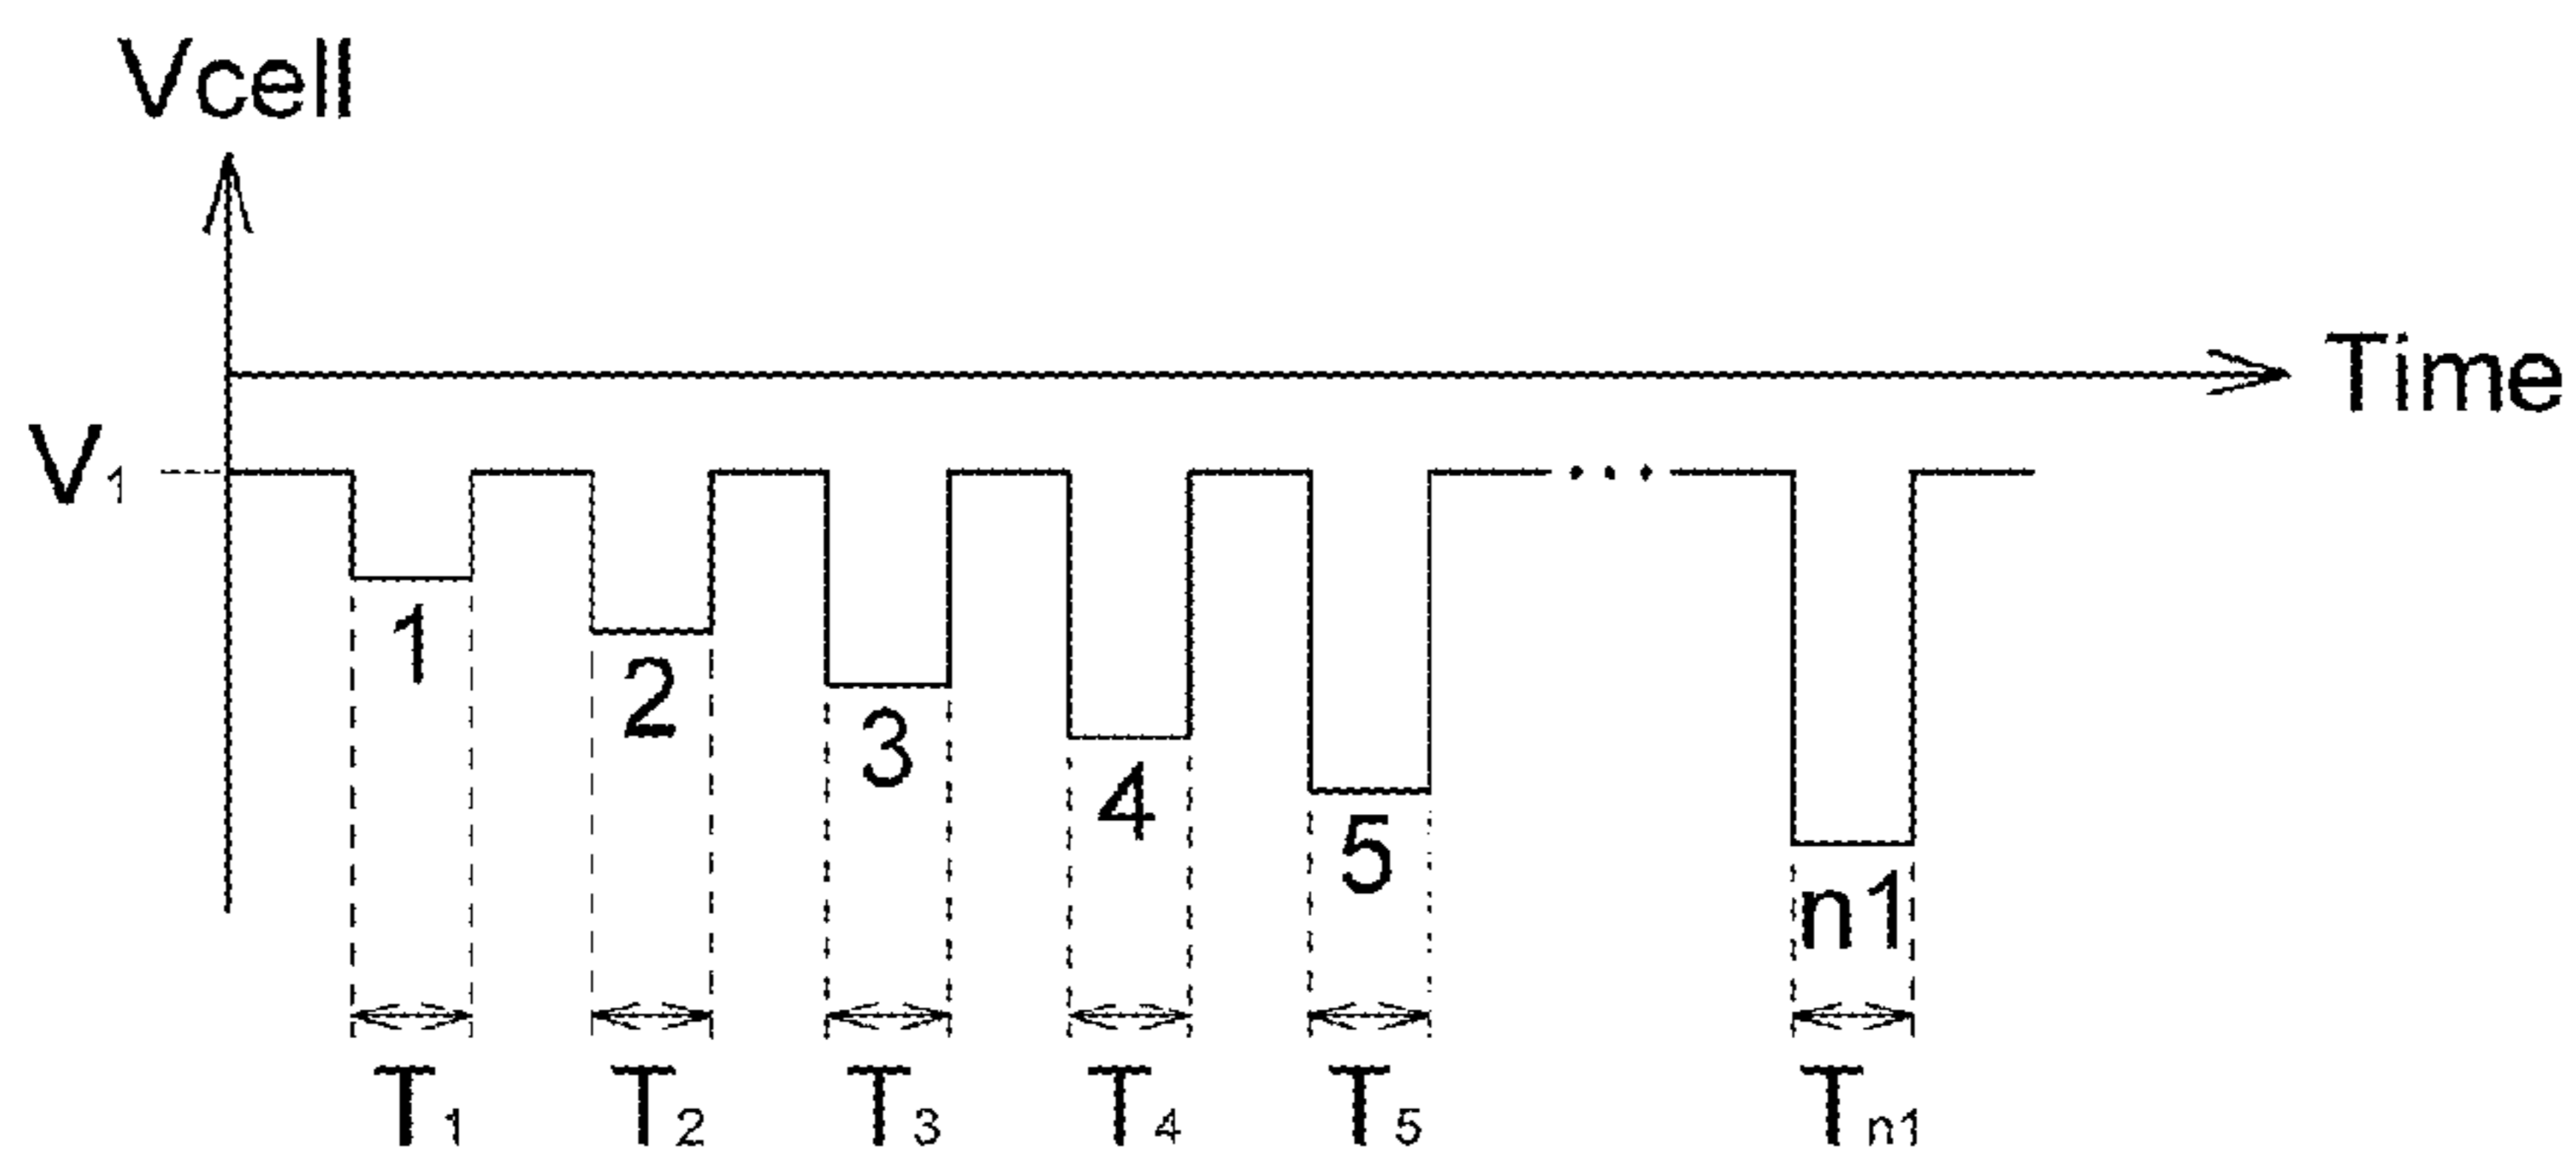 Vcell
Time
V₁
1
2
3
4
5
...
n1
T₁ T₂ T₃ T₄ T₅ Tₙ₁